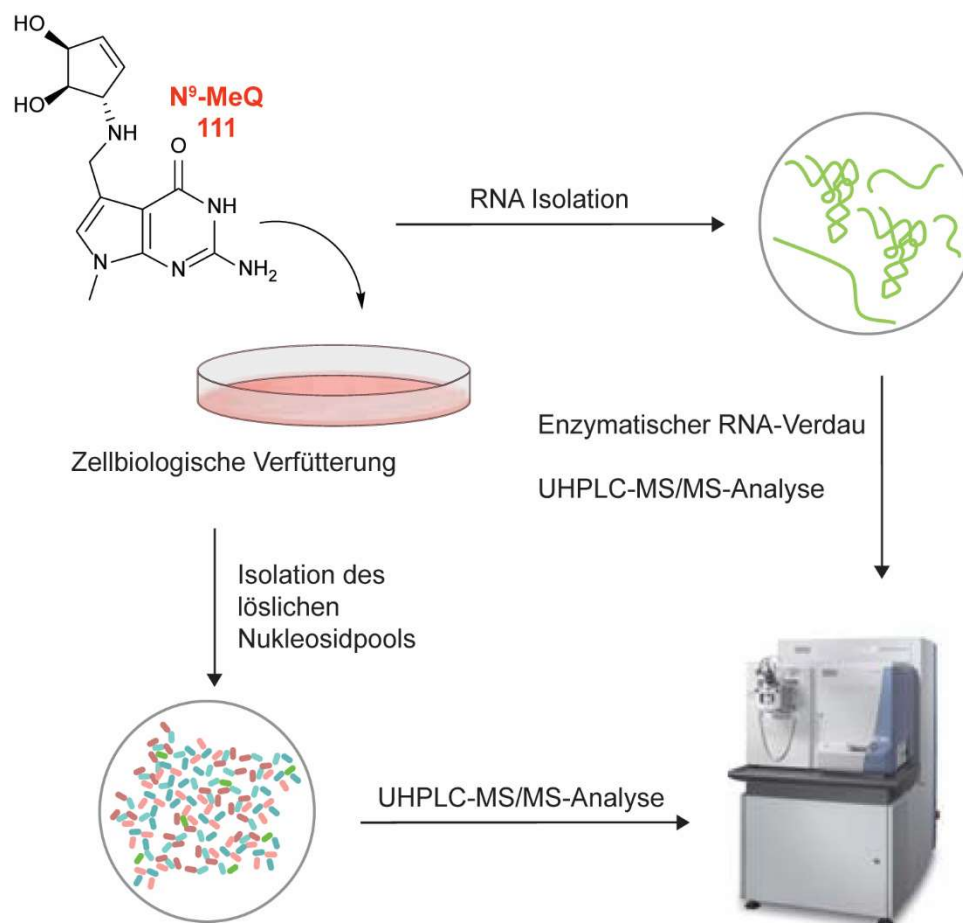 HO
HO
NH
N⁹-MeQ
111
O
NH
N
N
NH₂
RNA Isolation
Zellbiologische Verfütterung
Enzymatischer RNA-Verdau
UHPLC-MS/MS-Analyse
Isolation des
löslichen
Nukleosidpools
UHPLC-MS/MS-Analyse